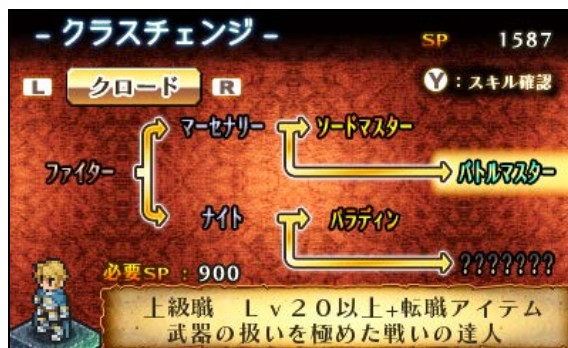 - クラスチェンジ -
SP 1587
L クロード R
Y：スキル確認
マーセナリー ソードマスター
バトルマスター
ファイター
ナイト パラディン
???????
必要SP：900
上級職 Lv20以上+転職アイテム
武器の扱いを極めた戦いの達人